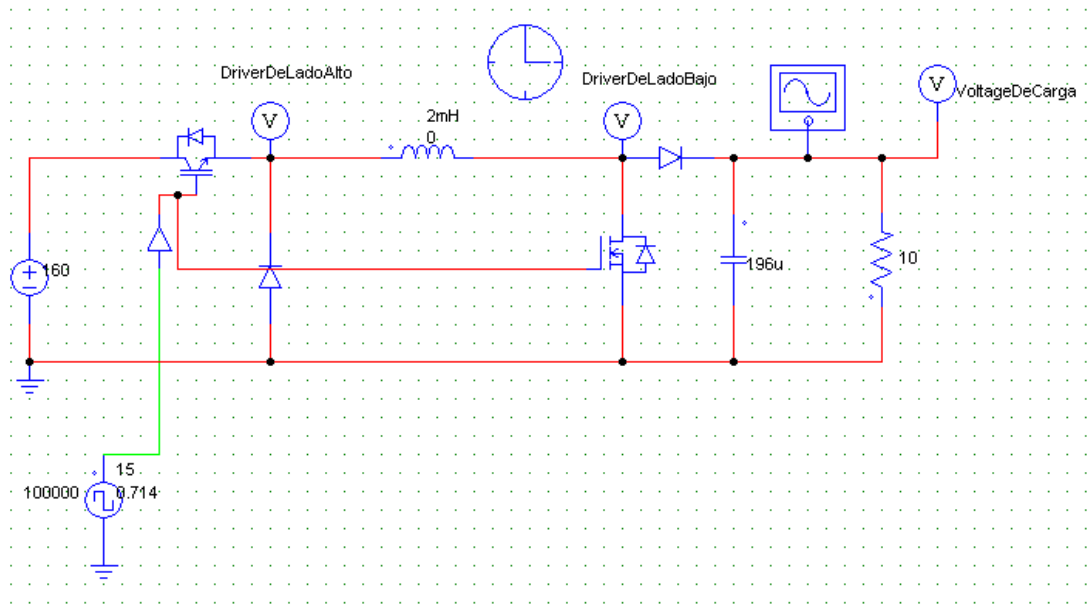 DriverDeLadoAlto
2mH
0
DriverDeLadoBajo
V
V
V
VoltageDeCarga
160
196u
10
15
100000
0.714